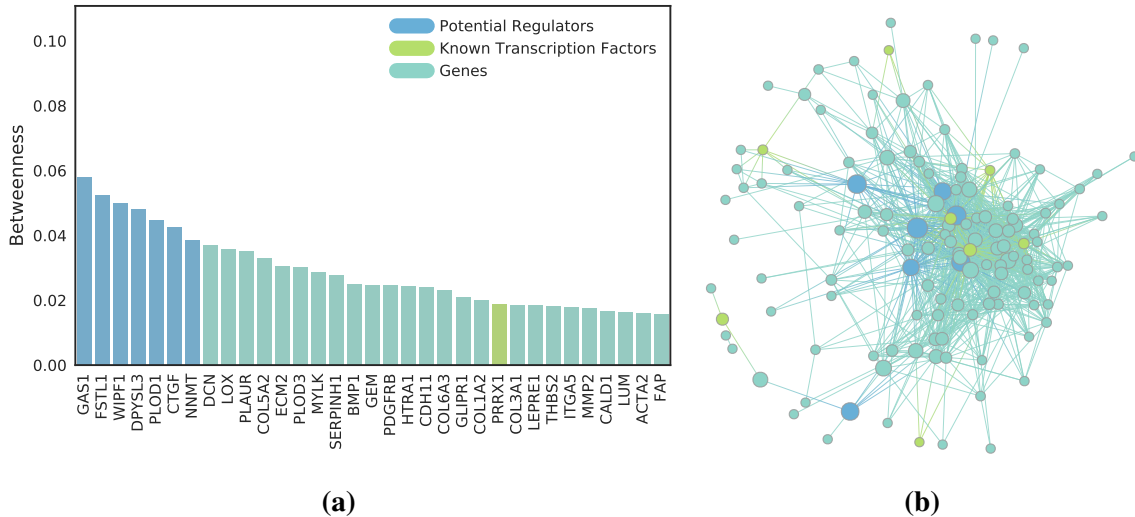 Betweenness
0.10
0.08
0.06
0.04
0.02
0.00
Potential Regulators
Known Transcription Factors
Genes
GAS1
FSTL1
WIPF1
DPYSL3
PLOD1
CTGF
NNMT
DCN
LOX
PLAUR
COL5A2
ECM2
PLOD3
MYLK
SERPINH1
BMP1
GEM
PDGFRB
HTRA1
CDH11
COL6A3
GLIPR1
COL1A2
PRRX1
COL3A1
LEPRE1
THBS2
ITGA5
MMP2
CALD1
LUM
ACTA2
FAP
(a)
(b)